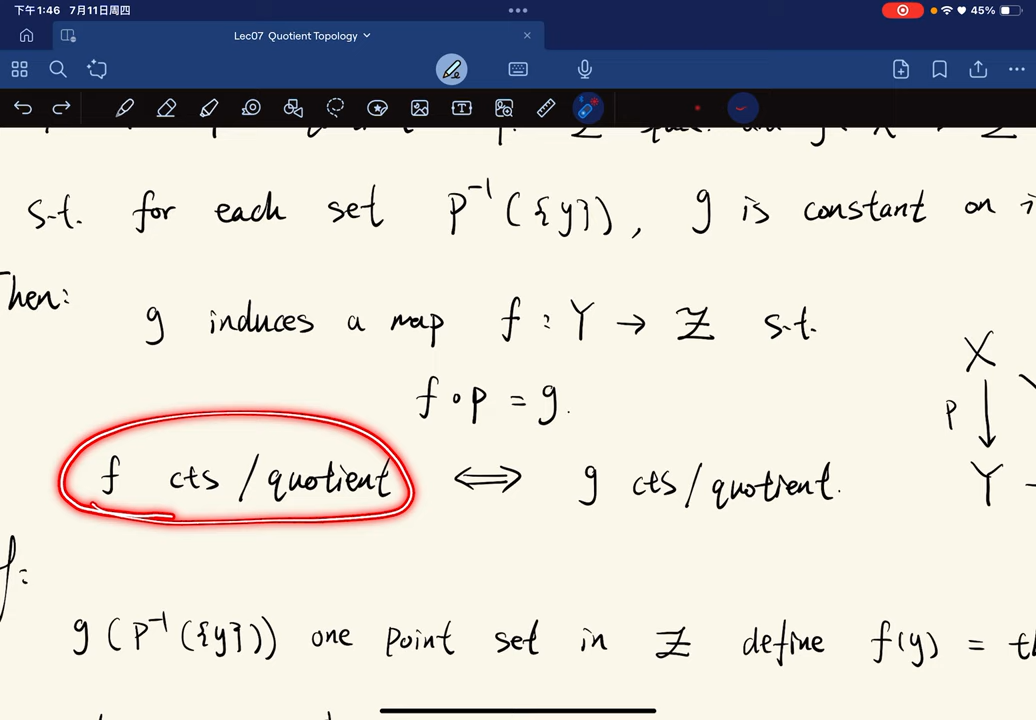 下午1:46 7月11日周四
45%
Lec07 Quotient Topology
s.t. for each set P⁻¹({y}), g is constant on
Then:
g induces a map f : Y → Z s.t.
X
f∘p = g.
P
f cts/quotient ⟺ g cts/quotient.
Y
g(P⁻¹({y})) one point set in Z define f(y) =